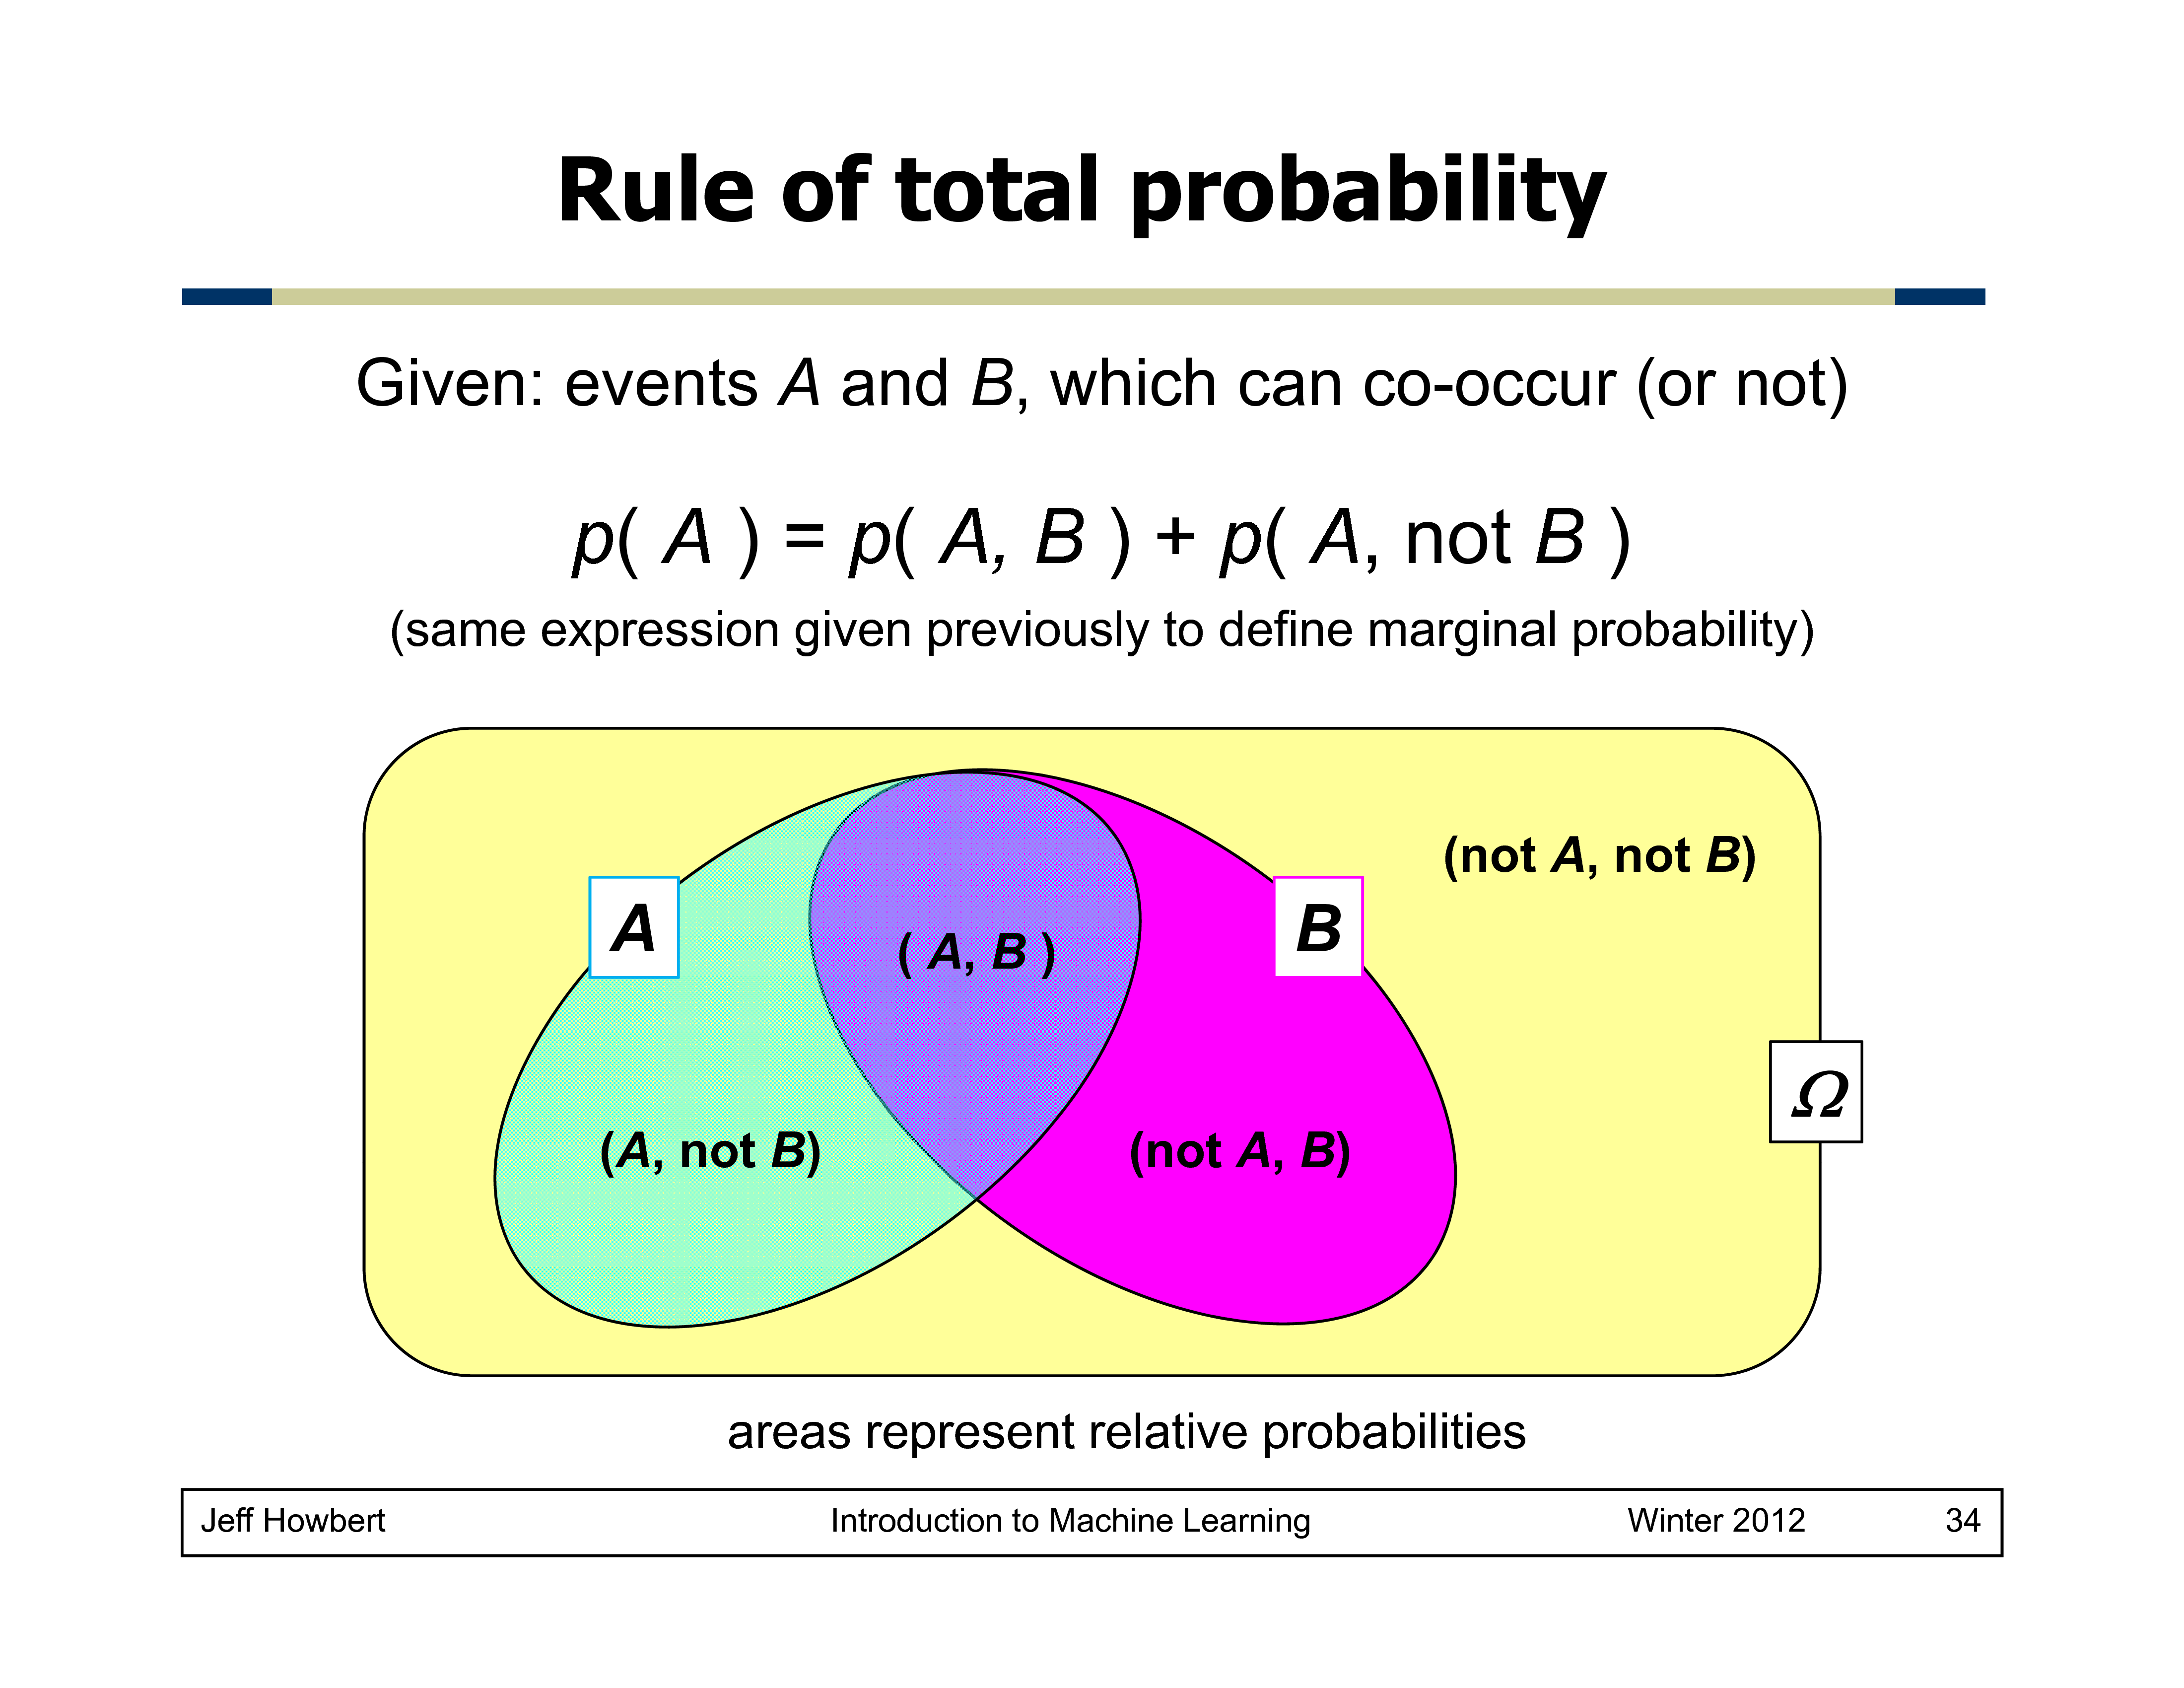 Rule of total probability
Given: events A and B, which can co-occur (or not)
p( A ) = p( A, B ) + p( A, not B )
(same expression given previously to define marginal probability)
(not A, not B)
A
B
( A, B )
Ω
(A, not B)
(not A, B)
areas represent relative probabilities
Jeff Howbert Introduction to Machine Learning Winter 2012 34